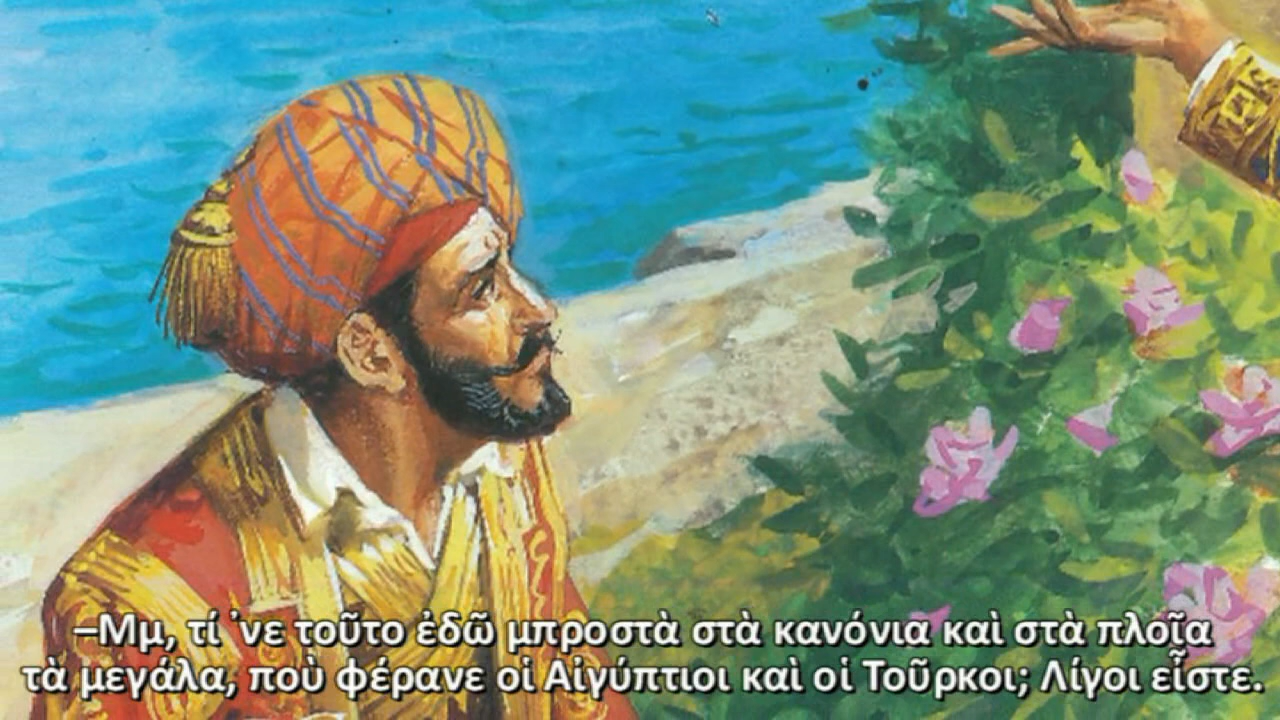 –Μμ, τί ᾿νε τοῦτο ἐδῶ μπροστὰ στὰ κανόνια καὶ στὰ πλοῖα
τὰ μεγάλα, ποὺ φέρανε οἱ Αἰγύπτιοι καὶ οἱ Τοῦρκοι; Λίγοι εἶστε.